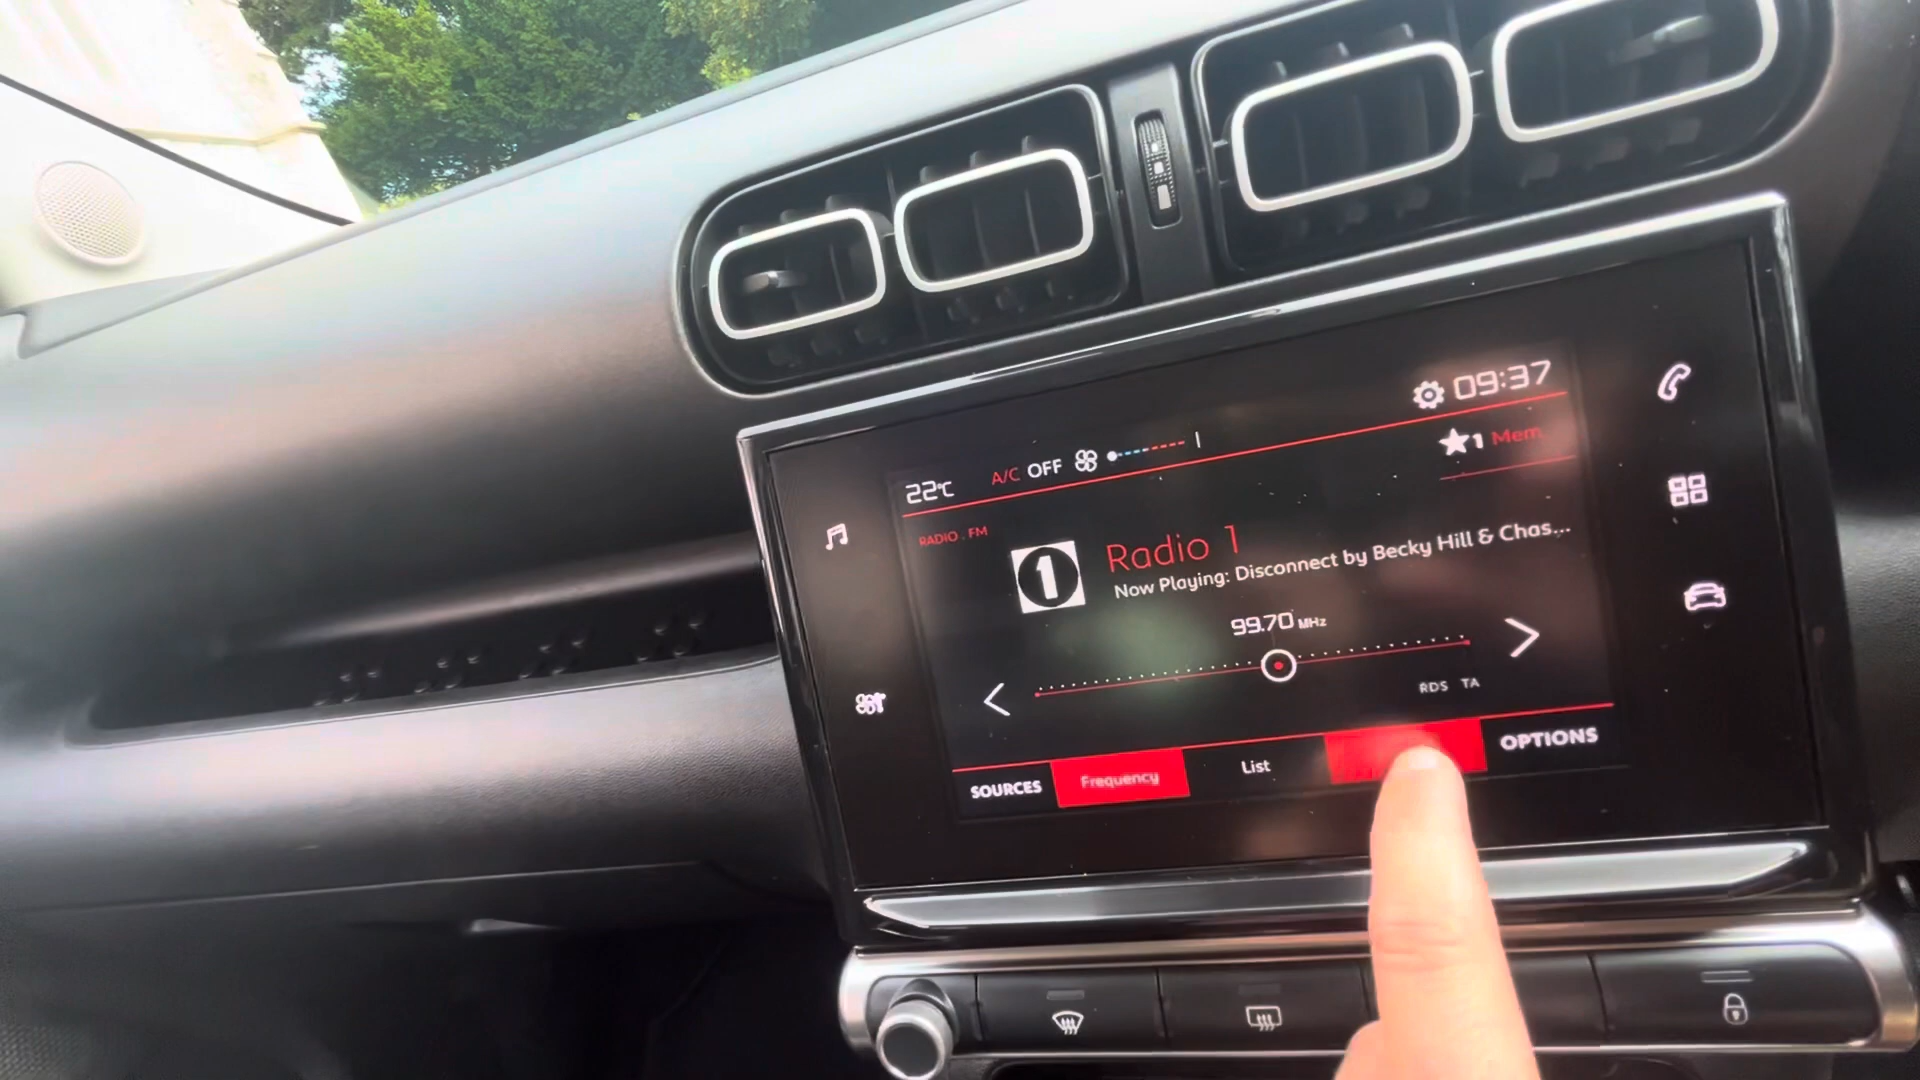 09:37
22°C A/C OFF
1 Mem
RADIO . FM
1
Radio 1
Now Playing: Disconnect by Becky Hill & Chas...
99.70 MHz
RDS TA
SOURCES Frequency List OPTIONS